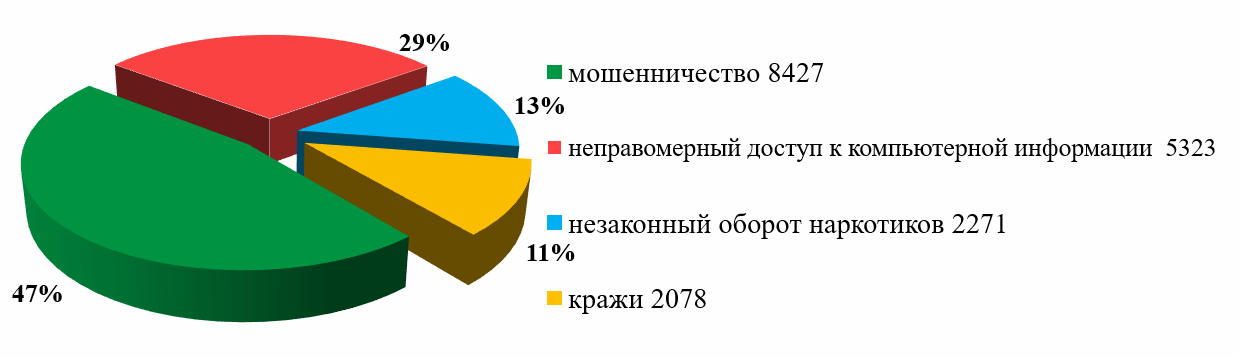 29%
мошенничество 8427
13%
неправомерный доступ к компьютерной информации 5323
незаконный оборот наркотиков 2271
11%
47%
кражи 2078